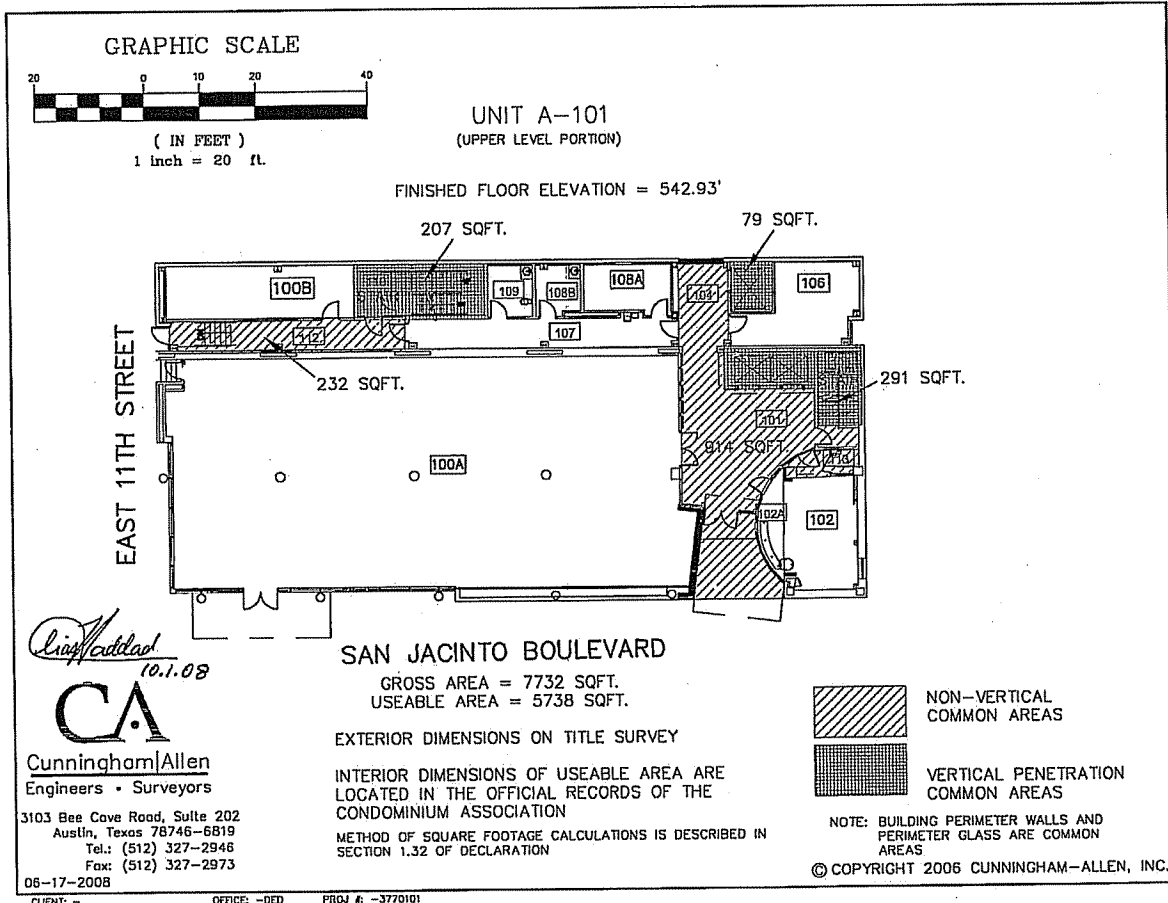 GRAPHIC SCALE
20 0 10 20 40
( IN FEET )
1 inch = 20 ft.
UNIT A-101
(UPPER LEVEL PORTION)
FINISHED FLOOR ELEVATION = 542.93'
207 SQFT.
79 SQFT.
100B
109
108B
108A
104
106
112
107
232 SQFT.
291 SQFT.
EAST 11TH STREET
101
914 SQFT.
100A
102A
102
SAN JACINTO BOULEVARD
GROSS AREA = 7732 SQFT.
USEABLE AREA = 5738 SQFT.
EXTERIOR DIMENSIONS ON TITLE SURVEY
INTERIOR DIMENSIONS OF USEABLE AREA ARE
LOCATED IN THE OFFICIAL RECORDS OF THE
CONDOMINIUM ASSOCIATION
METHOD OF SQUARE FOOTAGE CALCULATIONS IS DESCRIBED IN
SECTION 1.32 OF DECLARATION
10.1.08
CA
Cunningham|Allen
Engineers • Surveyors
3103 Bee Cave Road, Suite 202
Austin, Texas 78746-6819
Tel.: (512) 327-2946
Fax: (512) 327-2973
06-17-2008
NON-VERTICAL
COMMON AREAS
VERTICAL PENETRATION
COMMON AREAS
NOTE: BUILDING PERIMETER WALLS AND
PERIMETER GLASS ARE COMMON
AREAS
© COPYRIGHT 2006 CUNNINGHAM-ALLEN, INC.
CLIENT: - OFFICE: -DED PROJ #: -3770101